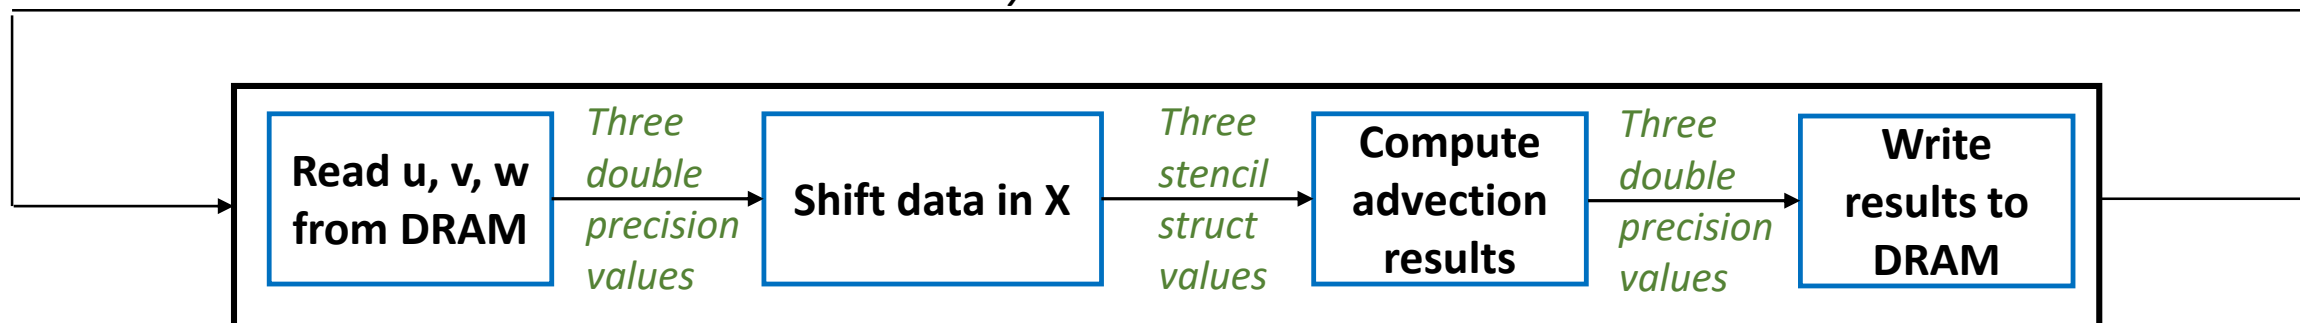 Read u, v, w
from DRAM
Three
double
precision
values
Shift data in X
Three
stencil
struct
values
Compute
advection
results
Three
double
precision
values
Write
results to
DRAM